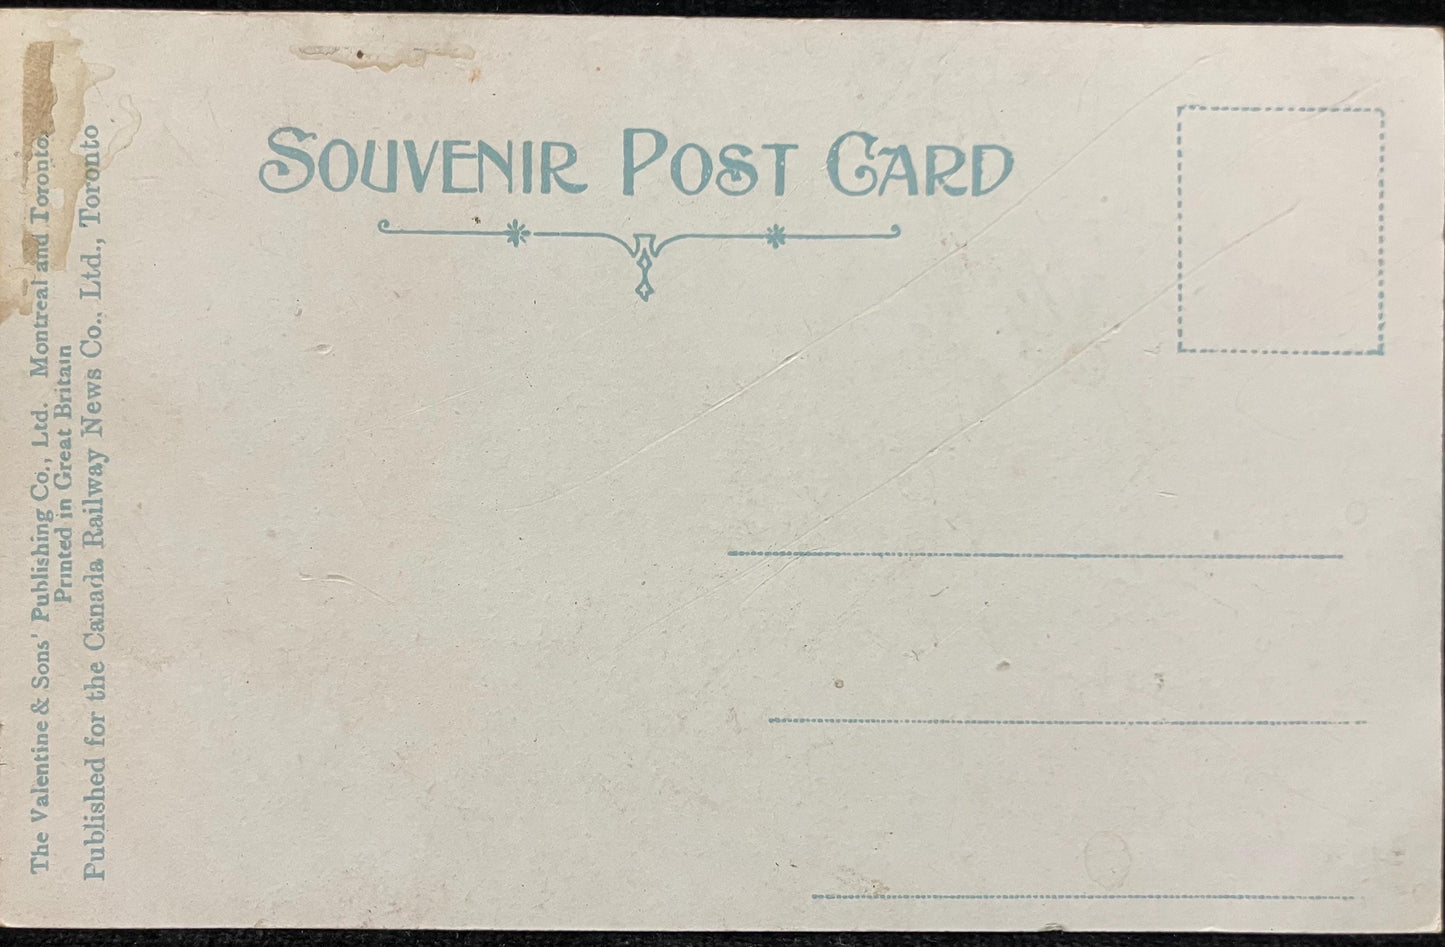 SOUVENIR POST CARD
The Valentine & Sons' Publishing Co., Ltd. Montreal and Toronto.
Printed in Great Britain
Published for the Canada Railway News Co., Ltd., Toronto